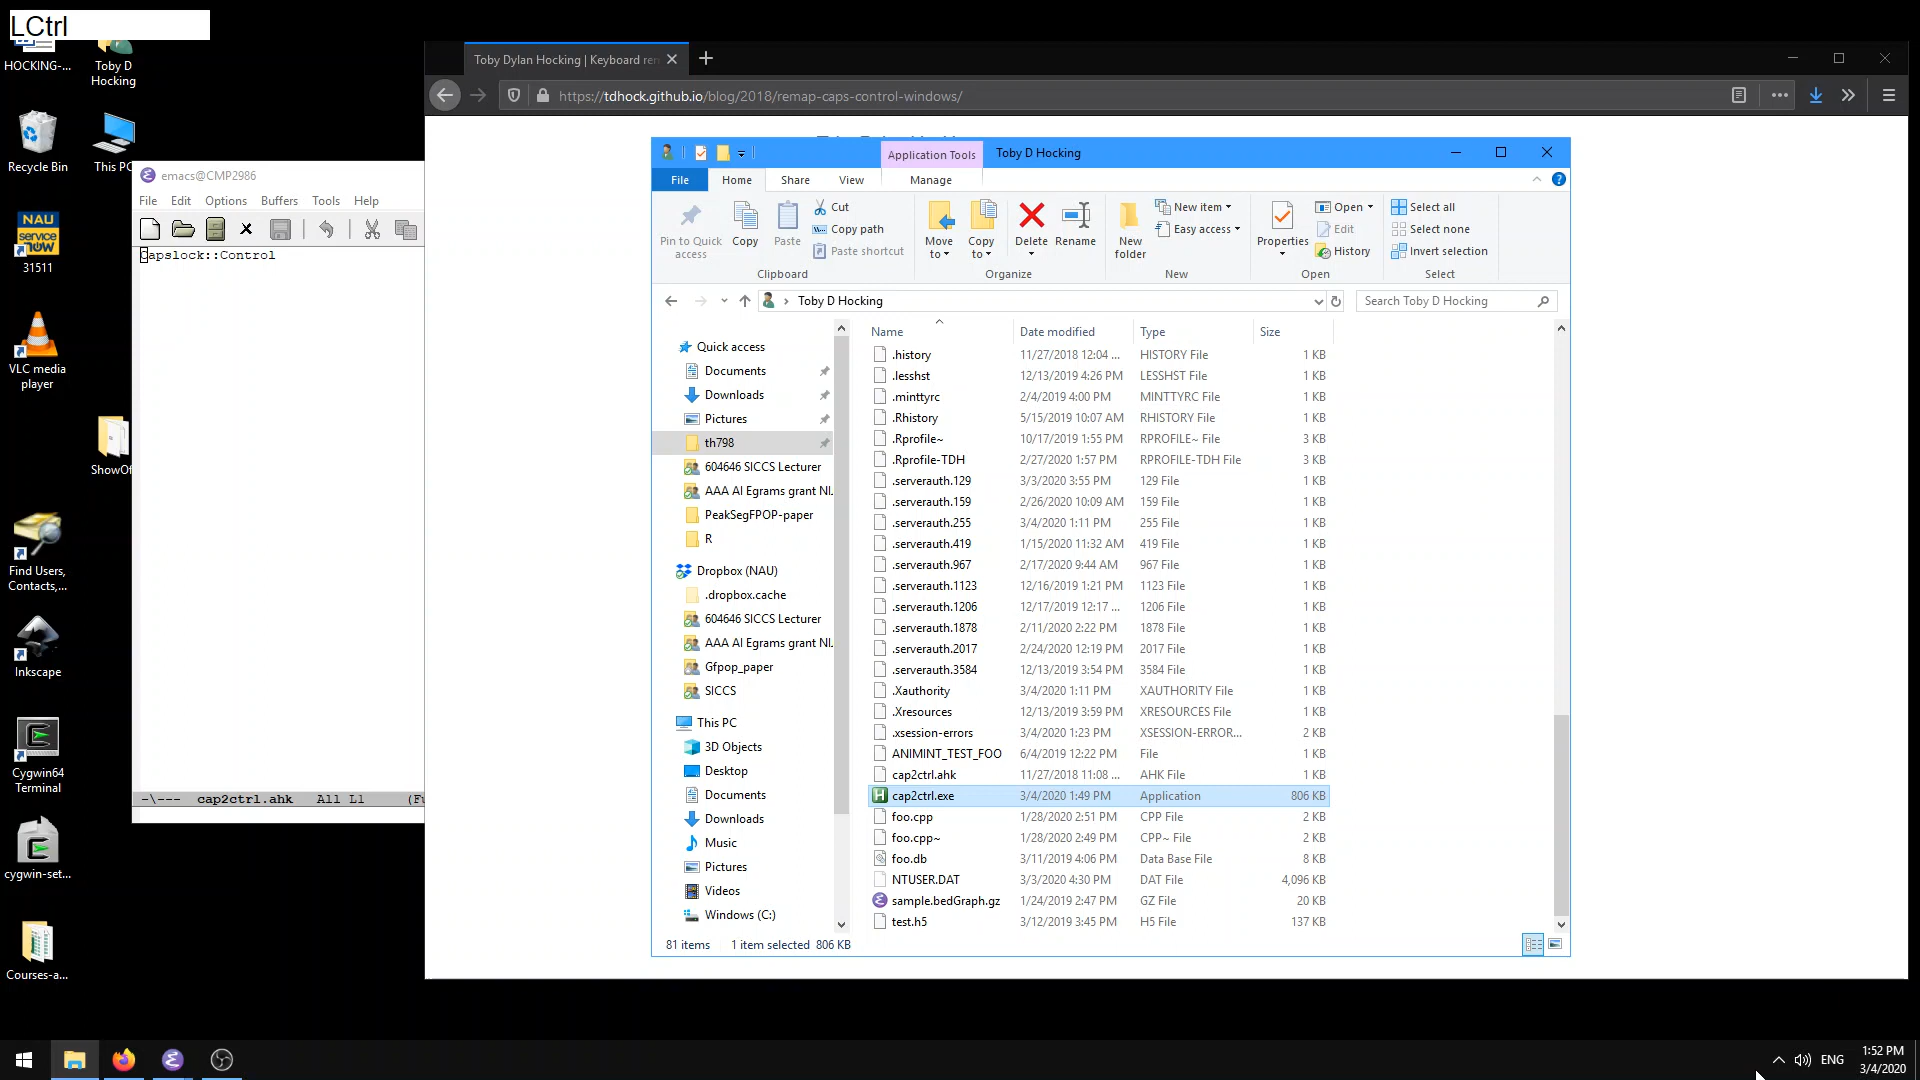 LCtrl
HOCKING-...
Toby D
Hocking
Recycle Bin
This PC
NAU
service
now
31511
VLC media
player
ShowOf
Find Users,
Contacts,...
Inkscape
Cygwin64
Terminal
cygwin-set...
Courses-a...
emacs@CMP2986
File Edit Options Buffers Tools Help
Capslock::Control
-\--- cap2ctrl.ahk All L1 (Fu
Toby Dylan Hocking | Keyboard rem
https://tdhock.github.io/blog/2018/remap-caps-control-windows/
Application Tools
Toby D Hocking
File Home Share View Manage
Pin to Quick
access
Copy
Paste
Cut
Copy path
Paste shortcut
Clipboard
Move
to
Copy
to
Delete
Rename
Organize
New
folder
New item
Easy access
New
Properties
Open
Edit
History
Open
Select all
Select none
Invert selection
Select
Toby D Hocking
Search Toby D Hocking
Quick access
Documents
Downloads
Pictures
th798
604646 SICCS Lecturer
AAA AI Egrams grant NI.
PeakSegFPOP-paper
R
Dropbox (NAU)
.dropbox.cache
604646 SICCS Lecturer
AAA AI Egrams grant NI.
Gfpop_paper
SICCS
This PC
3D Objects
Desktop
Documents
Downloads
Music
Pictures
Videos
Windows (C:)
Name Date modified Type Size
.history 11/27/2018 12:04 ... HISTORY File 1 KB
.lesshst 12/13/2019 4:26 PM LESSHST File 1 KB
.minttyrc 2/4/2019 4:00 PM MINTTYRC File 1 KB
.Rhistory 5/15/2019 10:07 AM RHISTORY File 1 KB
.Rprofile~ 10/17/2019 1:55 PM RPROFILE~ File 3 KB
.Rprofile-TDH 2/27/2020 1:57 PM RPROFILE-TDH File 3 KB
.serverauth.129 3/3/2020 3:55 PM 129 File 1 KB
.serverauth.159 2/26/2020 10:09 AM 159 File 1 KB
.serverauth.255 3/4/2020 1:11 PM 255 File 1 KB
.serverauth.419 1/15/2020 11:32 AM 419 File 1 KB
.serverauth.967 2/17/2020 9:44 AM 967 File 1 KB
.serverauth.1123 12/16/2019 1:21 PM 1123 File 1 KB
.serverauth.1206 12/17/2019 12:17 ... 1206 File 1 KB
.serverauth.1878 2/11/2020 2:22 PM 1878 File 1 KB
.serverauth.2017 2/24/2020 12:19 PM 2017 File 1 KB
.serverauth.3584 12/13/2019 3:54 PM 3584 File 1 KB
.Xauthority 3/4/2020 1:11 PM XAUTHORITY File 1 KB
.Xresources 12/13/2019 3:59 PM XRESOURCES File 1 KB
.xsession-errors 3/4/2020 1:23 PM XSESSION-ERROR... 2 KB
ANIMINT_TEST_FOO 6/4/2019 12:22 PM File 1 KB
cap2ctrl.ahk 11/27/2018 11:08 ... AHK File 1 KB
cap2ctrl.exe 3/4/2020 1:49 PM Application 806 KB
foo.cpp 1/28/2020 2:51 PM CPP File 2 KB
foo.cpp~ 1/28/2020 2:49 PM CPP~ File 2 KB
foo.db 3/11/2019 4:06 PM Data Base File 8 KB
NTUSER.DAT 3/3/2020 4:30 PM DAT File 4,096 KB
sample.bedGraph.gz 1/24/2019 2:47 PM GZ File 20 KB
test.h5 3/12/2019 3:45 PM H5 File 137 KB
81 items 1 item selected 806 KB
ENG
1:52 PM
3/4/2020